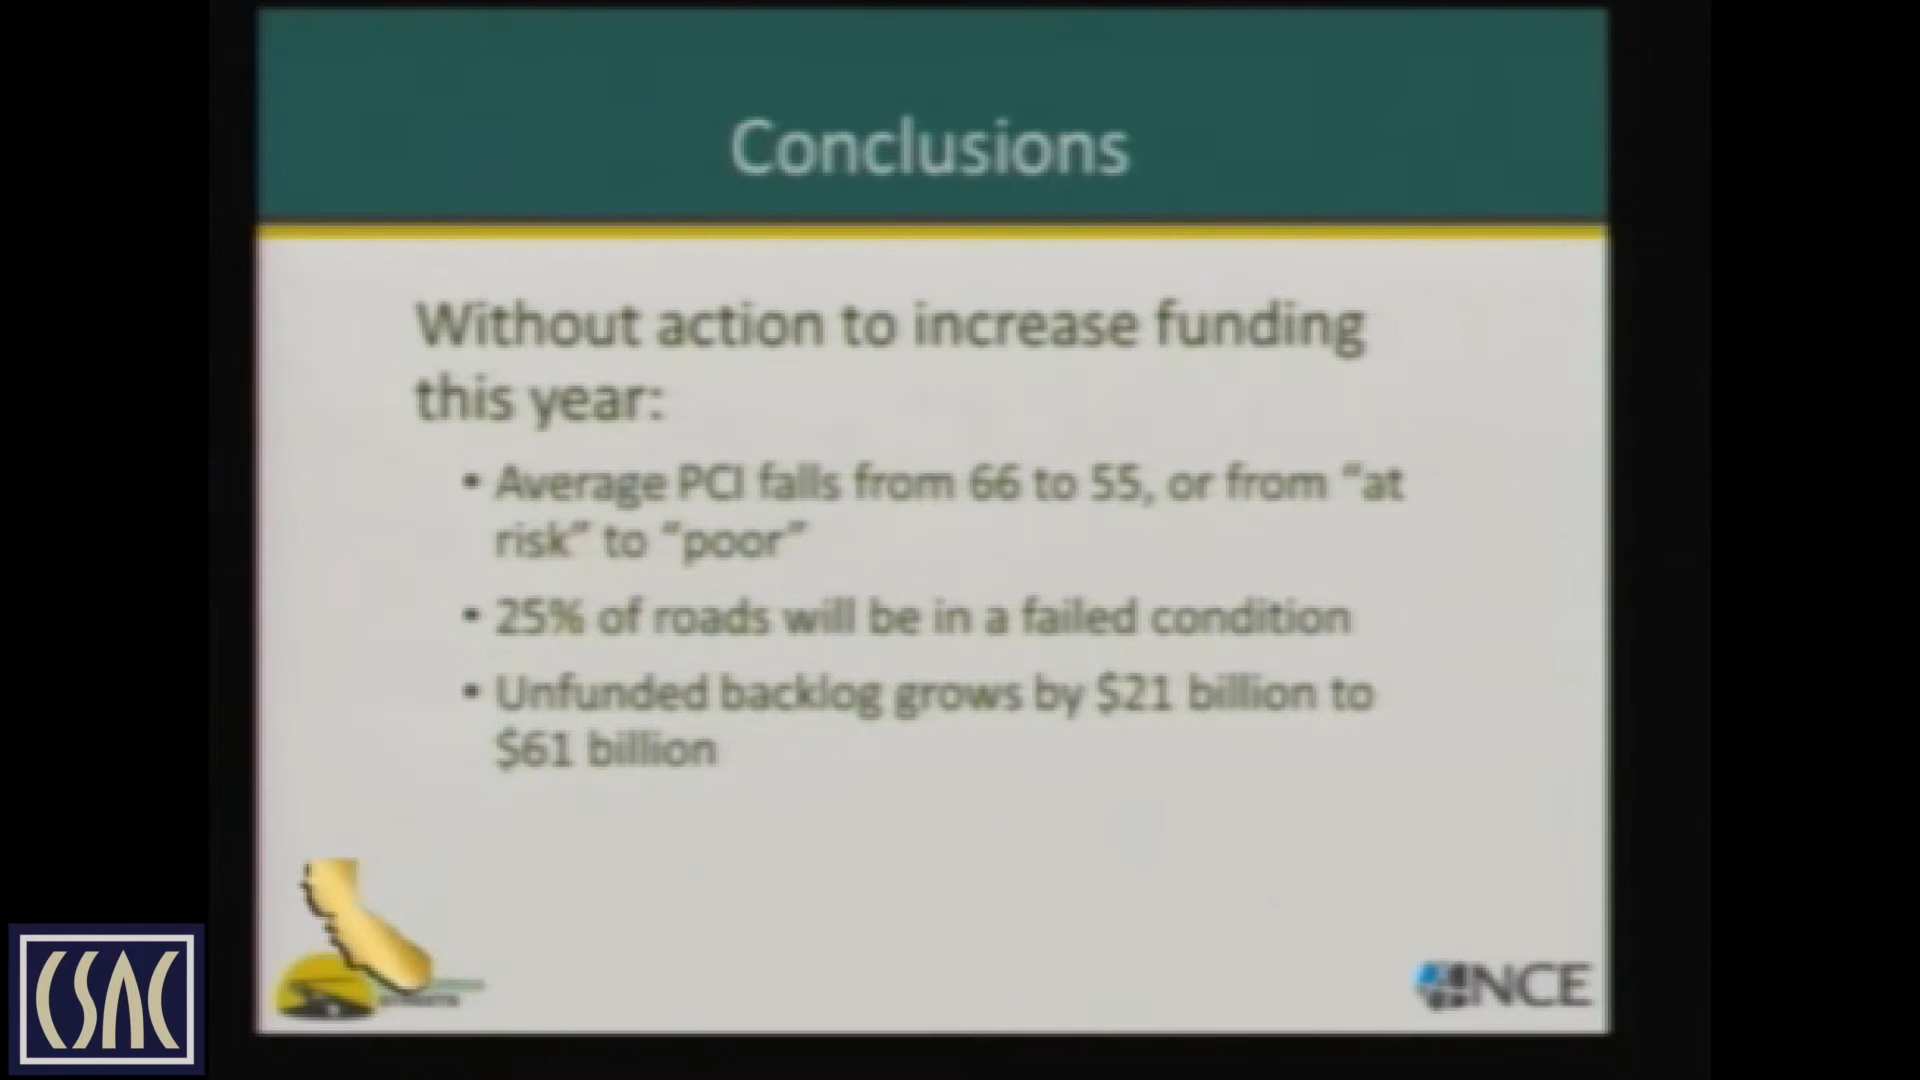 Conclusions
Without action to increase funding
this year:
• Average PCI falls from 66 to 55, or from “at
risk” to “poor”
• 25% of roads will be in a failed condition
• Unfunded backlog grows by $21 billion to
$61 billion
STREETS
NCE
CSAC